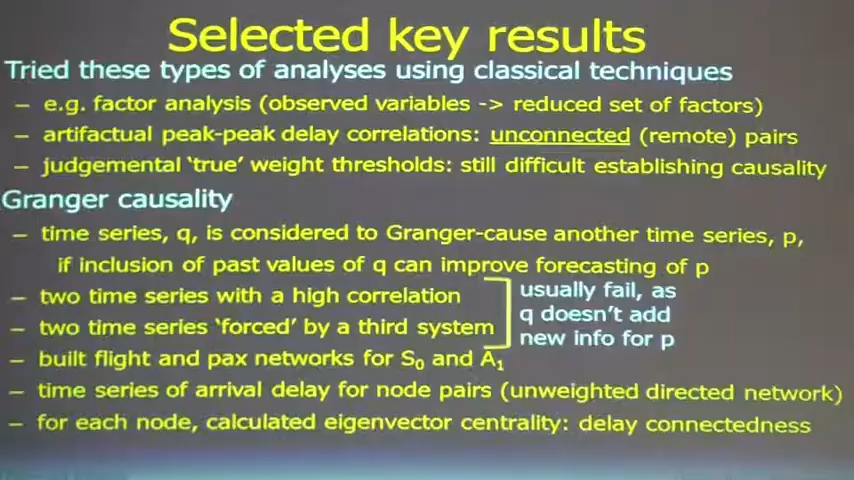 Selected key results
Tried these types of analyses using classical techniques
– e.g. factor analysis (observed variables -> reduced set of factors)
– artifactual peak-peak delay correlations: unconnected (remote) pairs
– judgemental ‘true’ weight thresholds: still difficult establishing causality
Granger causality
– time series, q, is considered to Granger-cause another time series, p,
if inclusion of past values of q can improve forecasting of p
– two time series with a high correlation
– two time series ‘forced’ by a third system
usually fail, as
q doesn’t add
new info for p
– built flight and pax networks for S₀ and A₁
– time series of arrival delay for node pairs (unweighted directed network)
– for each node, calculated eigenvector centrality: delay connectedness